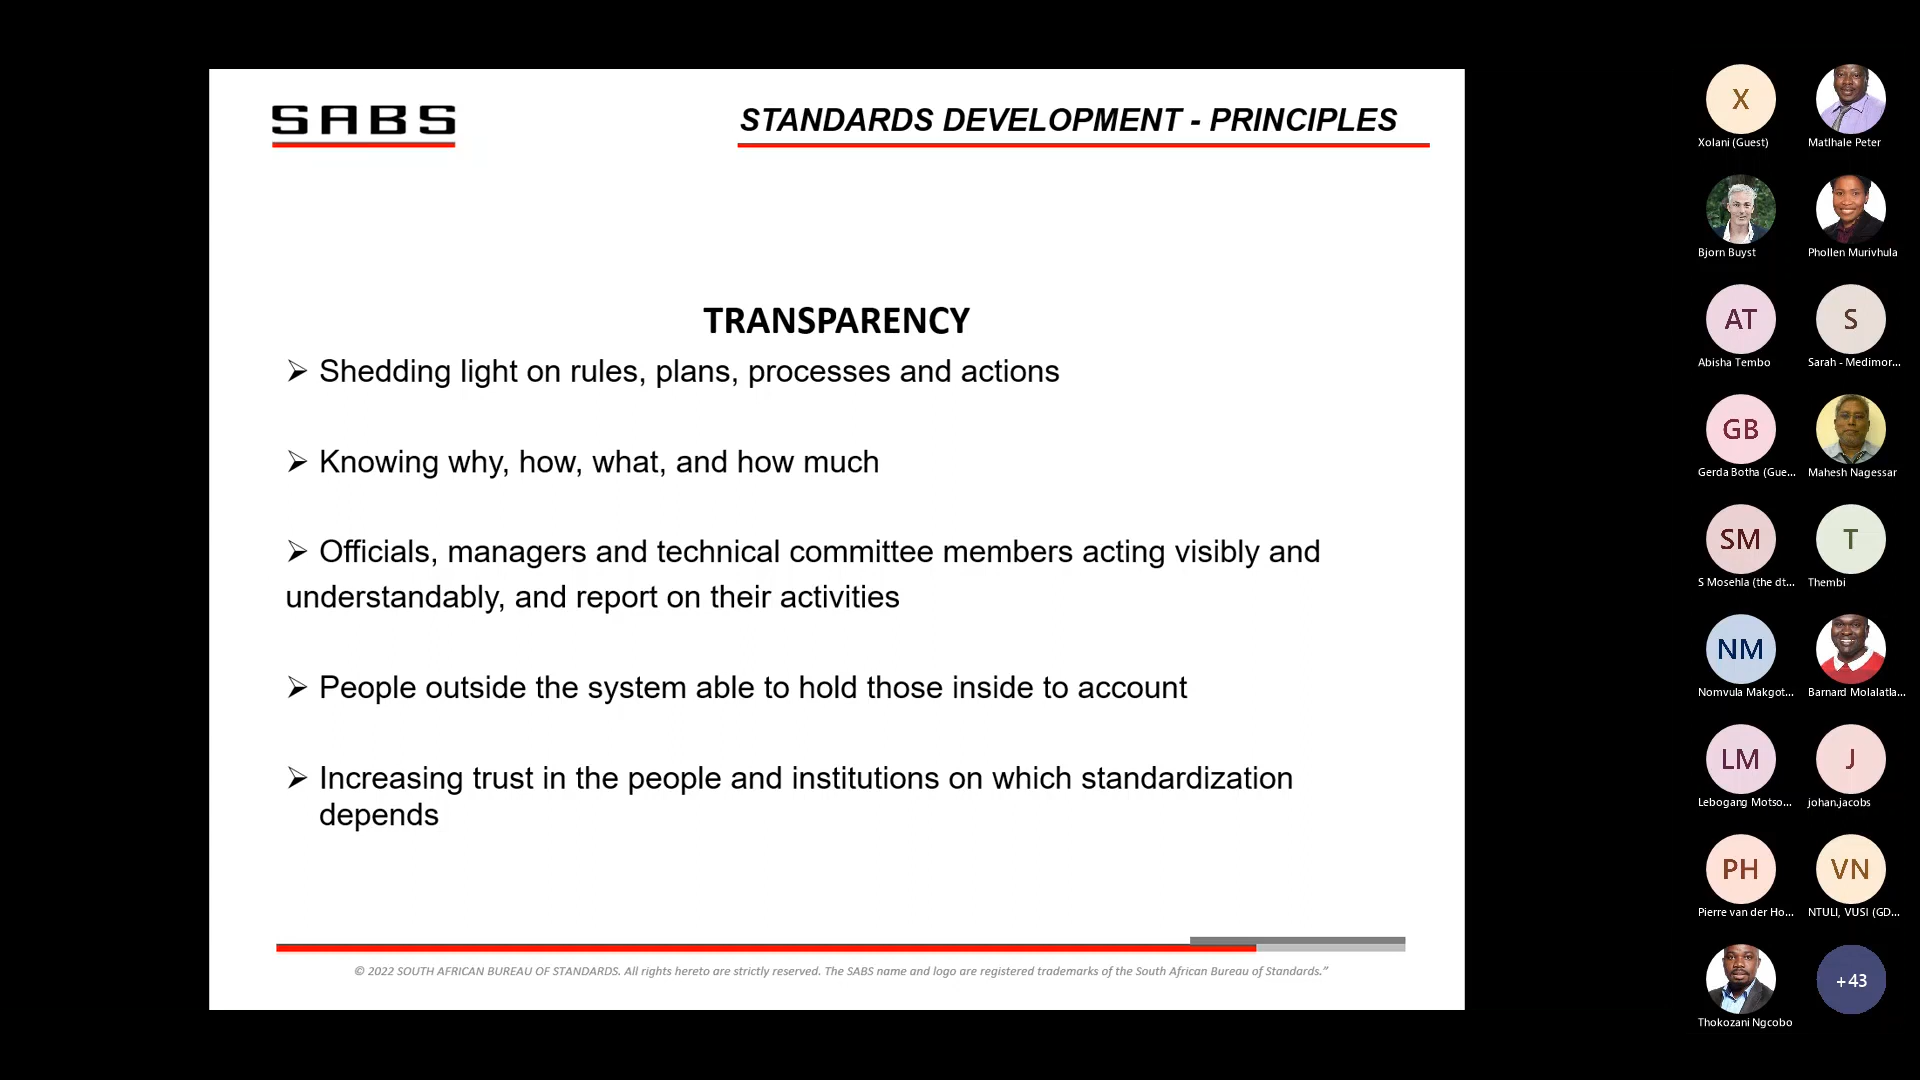 SABS
STANDARDS DEVELOPMENT - PRINCIPLES
TRANSPARENCY
➢ Shedding light on rules, plans, processes and actions
➢ Knowing why, how, what, and how much
➢ Officials, managers and technical committee members acting visibly and
understandably, and report on their activities
➢ People outside the system able to hold those inside to account
➢ Increasing trust in the people and institutions on which standardization
depends
© 2022 SOUTH AFRICAN BUREAU OF STANDARDS. All rights hereto are strictly reserved. The SABS name and logo are registered trademarks of the South African Bureau of Standards.”
X
Xolani (Guest)
Matlhale Peter
Bjorn Buyst
Phollen Murivhula
AT
Abisha Tembo
S
Sarah - Medimor...
GB
Gerda Botha (Gue...
Mahesh Nagessar
SM
S Mosehla (the dt...
T
Thembi
NM
Nomvula Makgot...
Barnard Molalatla...
LM
Lebogang Motso...
J
johan.jacobs
PH
Pierre van der Ho...
VN
NTULI, VUSI (GD...
Thokozani Ngcobo
+43